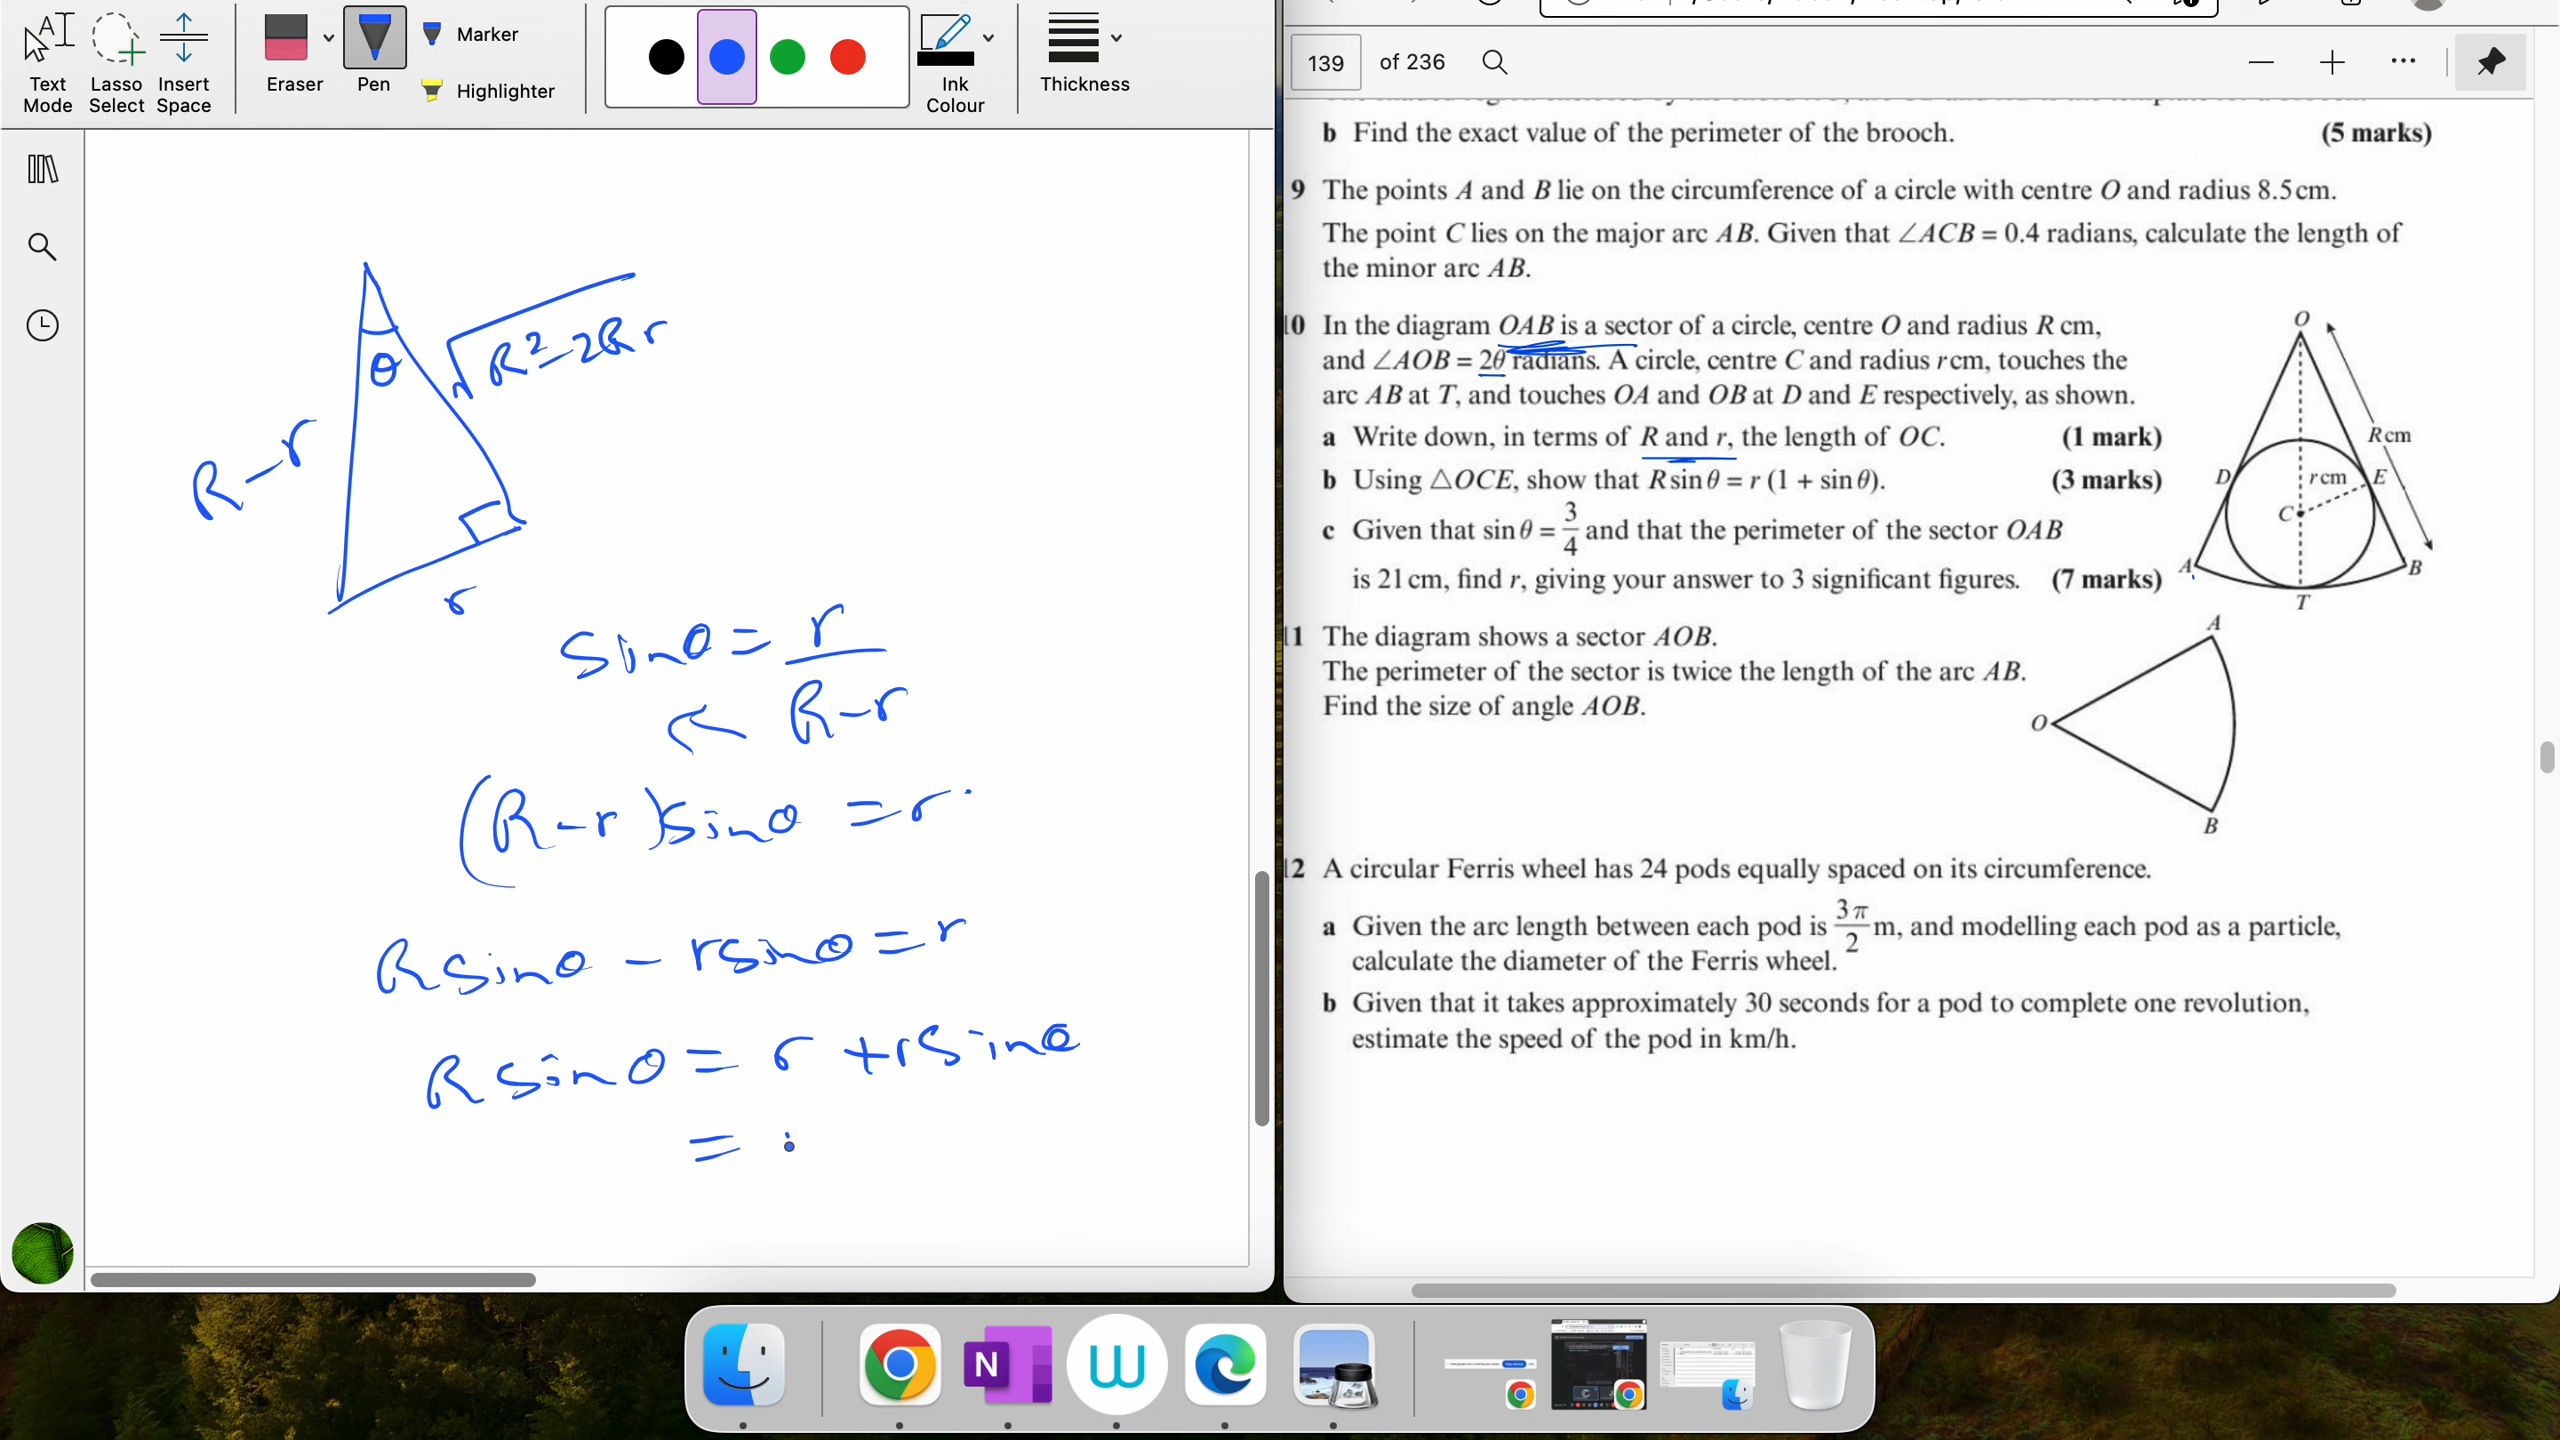 Text Mode
Lasso Select
Insert Space
Eraser
Pen
Marker
Highlighter
Ink Colour
Thickness
θ
√R²-2Rr
R-r
r
sinθ = r/R-r
(R-r)sinθ = r
Rsinθ - rsinθ = r
Rsinθ = r + rsinθ
=
139 of 236
b Find the exact value of the perimeter of the brooch. (5 marks)
9 The points A and B lie on the circumference of a circle with centre O and radius 8.5 cm.
The point C lies on the major arc AB. Given that ∠ACB = 0.4 radians, calculate the length of
the minor arc AB.
10 In the diagram OAB is a sector of a circle, centre O and radius R cm,
and ∠AOB = 2θ radians. A circle, centre C and radius r cm, touches the
arc AB at T, and touches OA and OB at D and E respectively, as shown.
a Write down, in terms of R and r, the length of OC. (1 mark)
b Using △OCE, show that R sin θ = r (1 + sin θ). (3 marks)
c Given that sin θ = 3/4 and that the perimeter of the sector OAB
is 21 cm, find r, giving your answer to 3 significant figures. (7 marks)
O
R cm
D
r cm
E
C
A
B
T
11 The diagram shows a sector AOB.
The perimeter of the sector is twice the length of the arc AB.
Find the size of angle AOB.
A
O
B
12 A circular Ferris wheel has 24 pods equally spaced on its circumference.
a Given the arc length between each pod is 3π/2 m, and modelling each pod as a particle,
calculate the diameter of the Ferris wheel.
b Given that it takes approximately 30 seconds for a pod to complete one revolution,
estimate the speed of the pod in km/h.
N
W